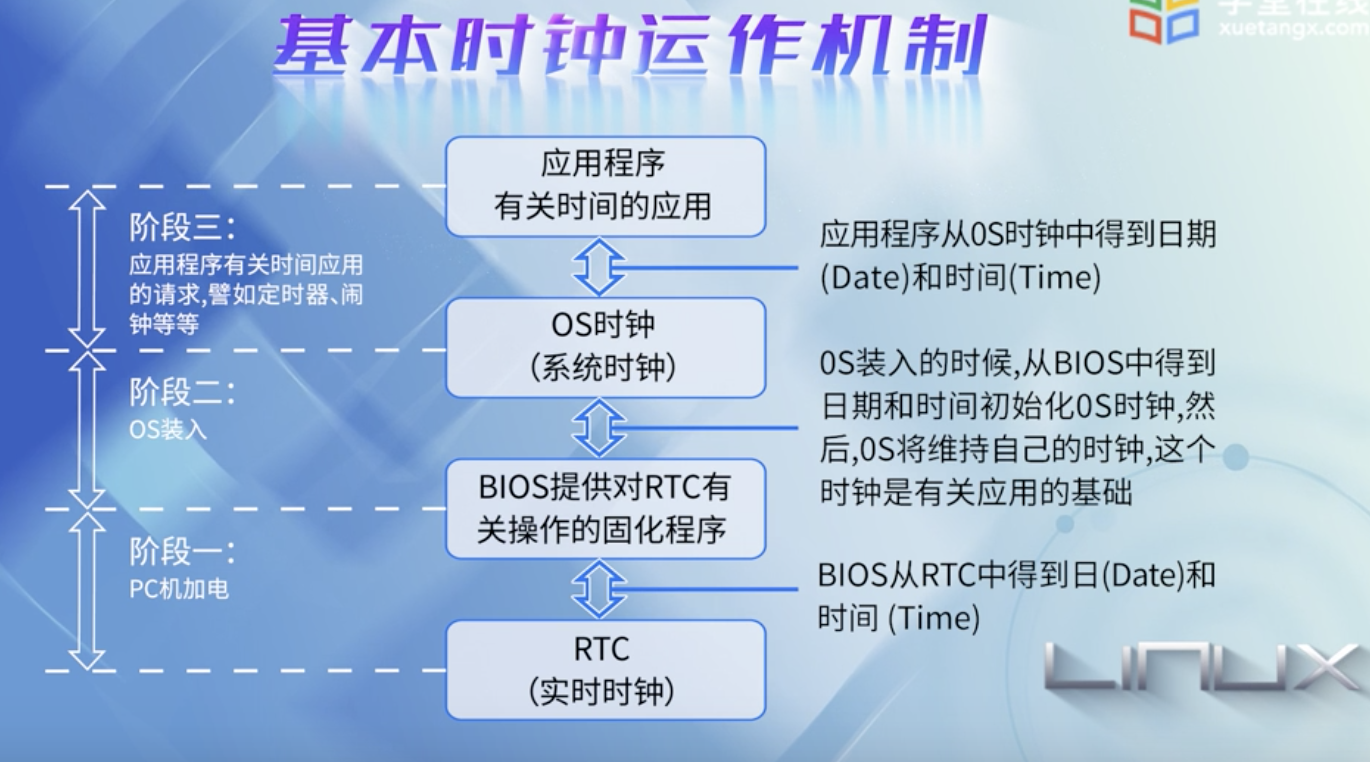 基本时钟运作机制
学堂在线
xuetangx.com
应用程序
有关时间的应用
阶段三：
应用程序有关时间应用
的请求,譬如定时器、闹
钟等等
应用程序从0S时钟中得到日期
(Date)和时间(Time)
OS时钟
（系统时钟）
阶段二：
OS装入
0S装入的时候,从BIOS中得到
日期和时间初始化0S时钟,然
后,0S将维持自己的时钟,这个
时钟是有关应用的基础
BIOS提供对RTC有
关操作的固化程序
阶段一：
PC机加电
BIOS从RTC中得到日(Date)和
时间 (Time)
RTC
（实时时钟）
LINUX